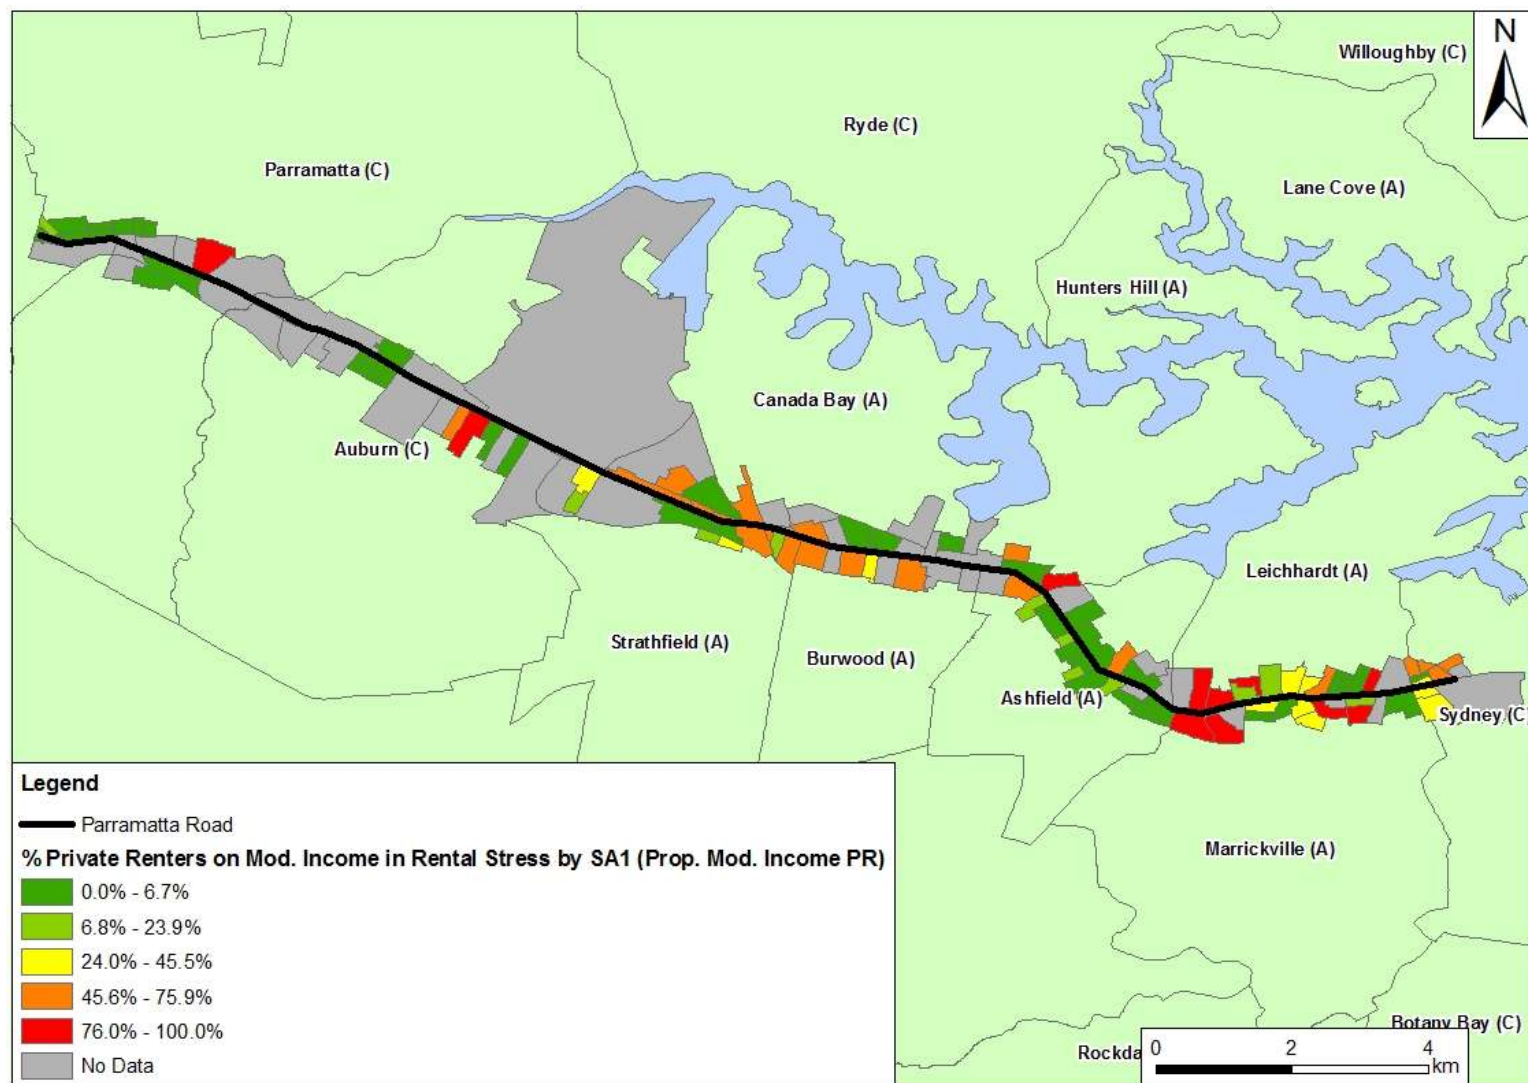 N
Willoughby (C)
Ryde (C)
Parramatta (C)
Lane Cove (A)
Hunters Hill (A)
Canada Bay (A)
Auburn (C)
Leichhardt (A)
Strathfield (A)
Burwood (A)
Ashfield (A)
Sydney (C)
Marrickville (A)
Botany Bay (C)
Rockda
Legend
Parramatta Road
% Private Renters on Mod. Income in Rental Stress by SA1 (Prop. Mod. Income PR)
0.0% - 6.7%
6.8% - 23.9%
24.0% - 45.5%
45.6% - 75.9%
76.0% - 100.0%
No Data
0 2 4
km